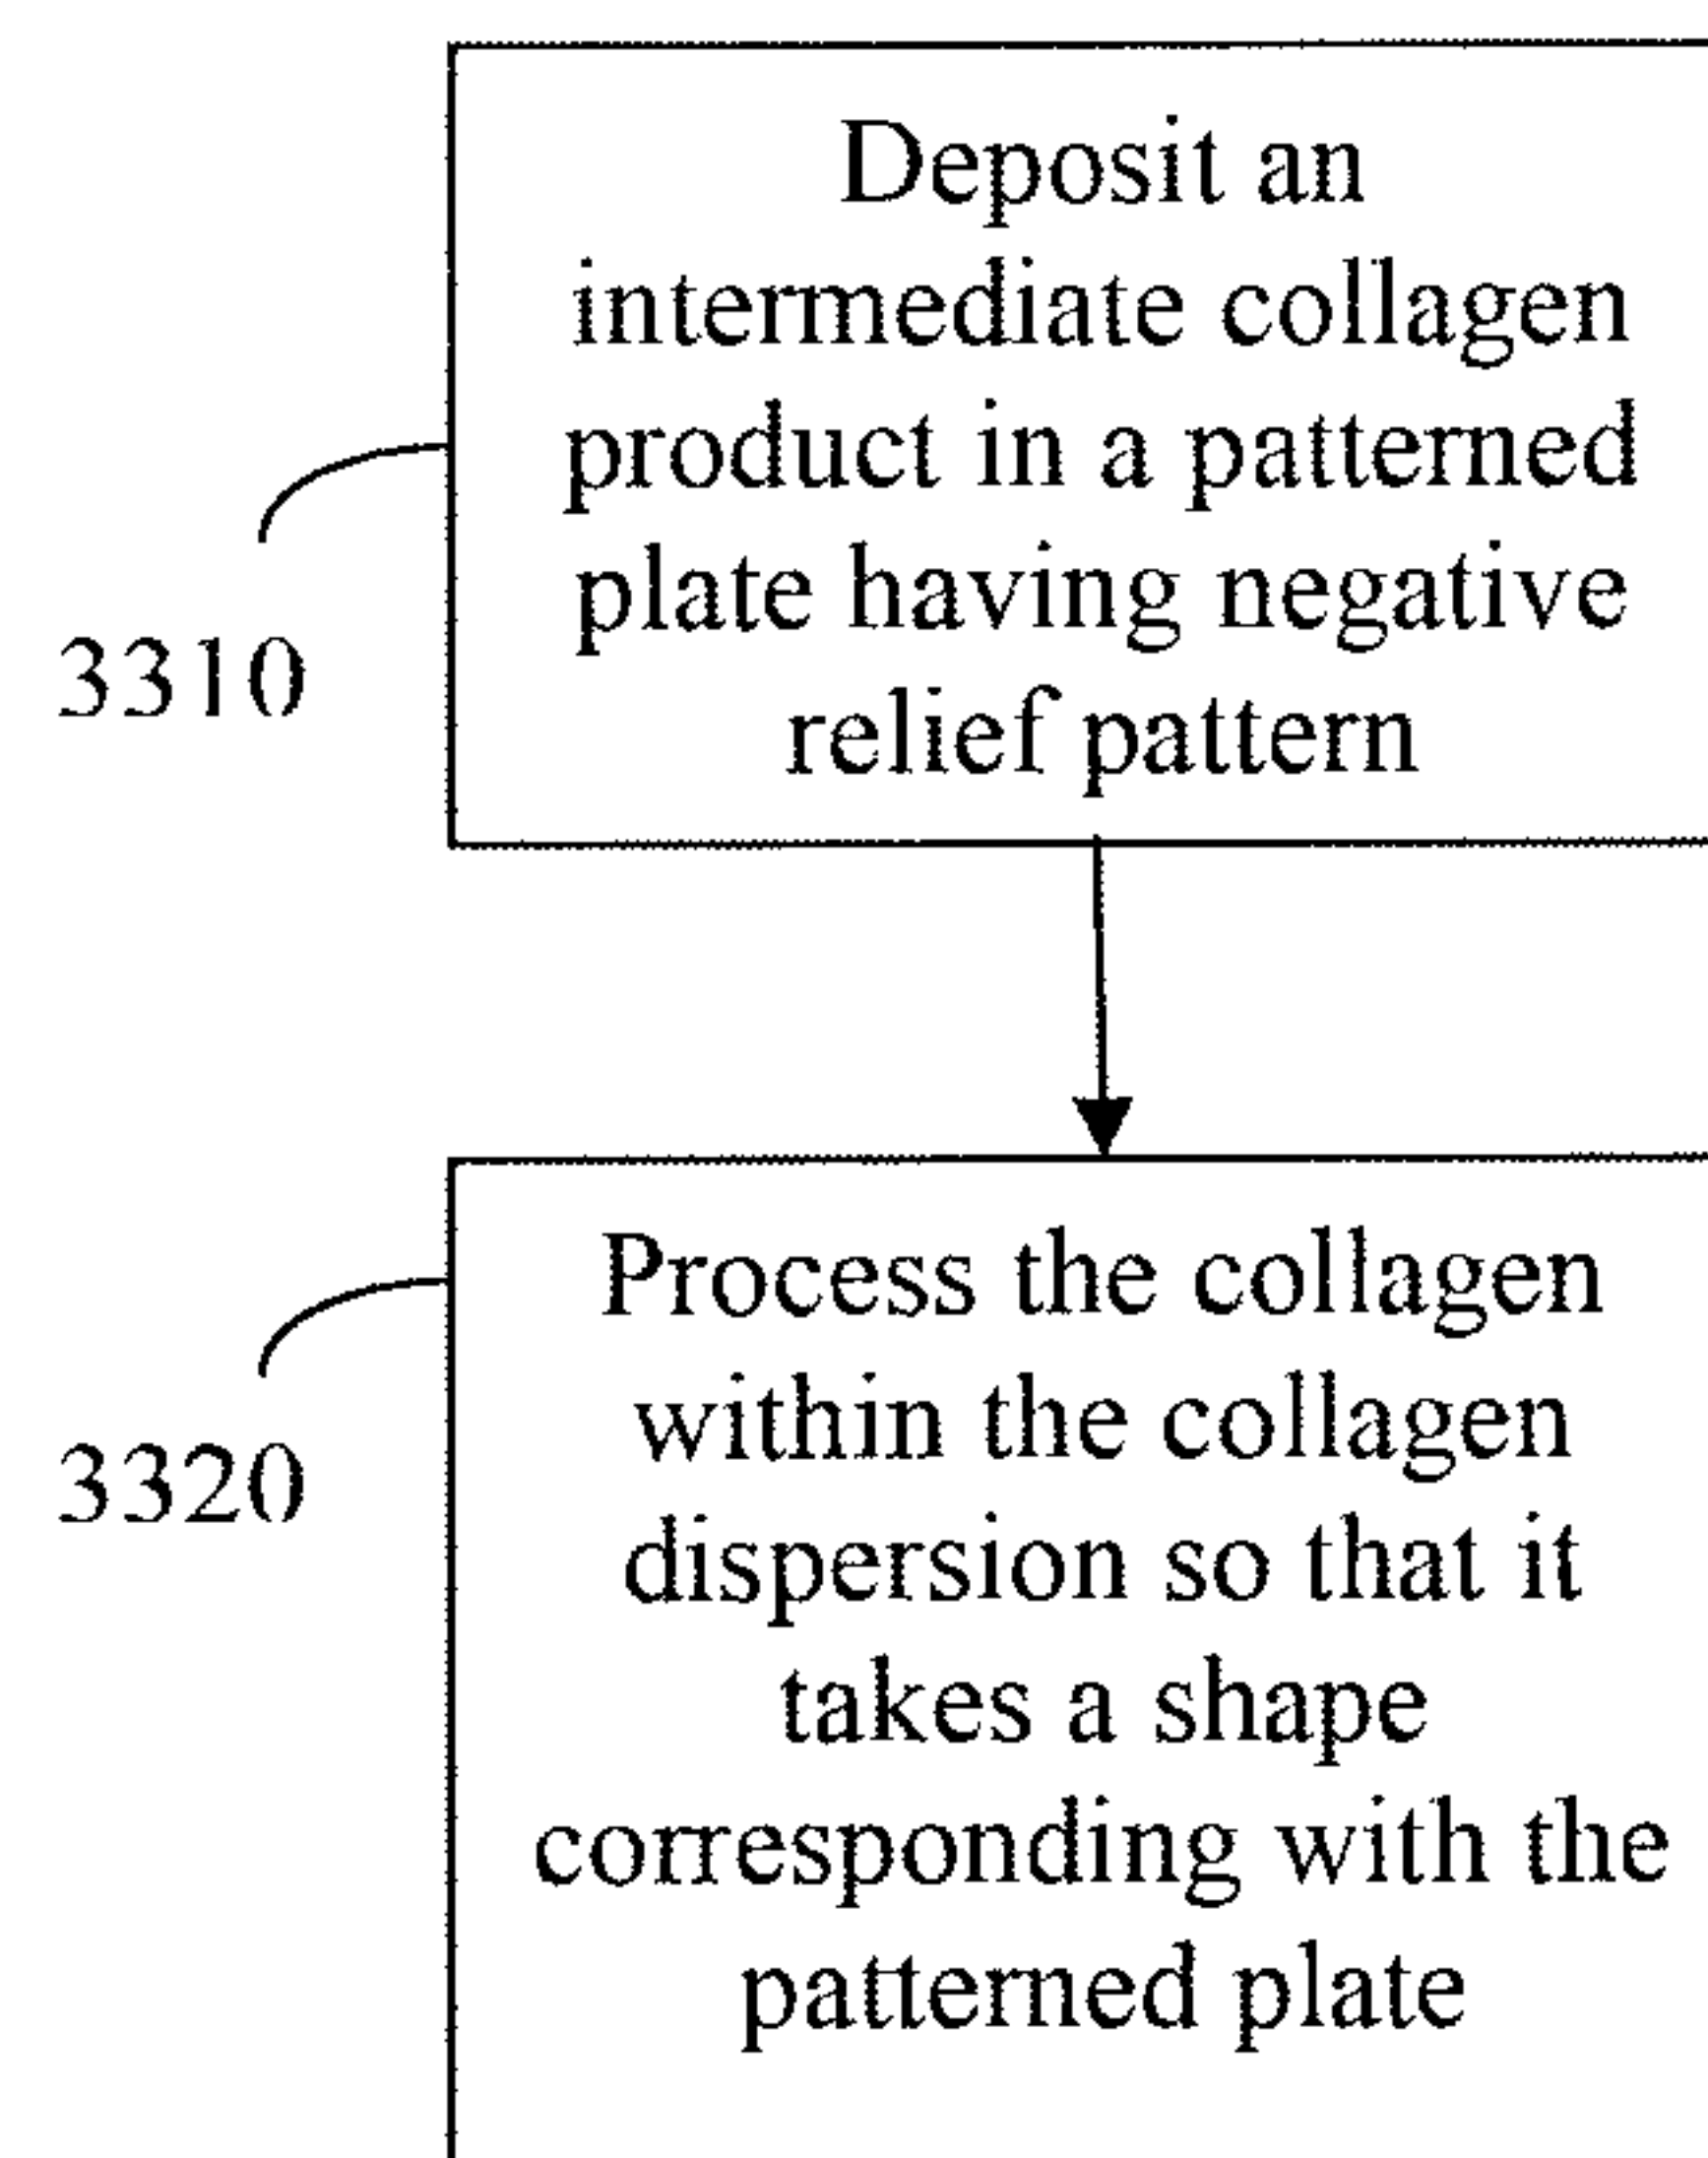 Deposit an
intermediate collagen
product in a patterned
plate having negative
relief pattern
3310
Process the collagen
within the collagen
dispersion so that it
takes a shape
corresponding with the
patterned plate
3320